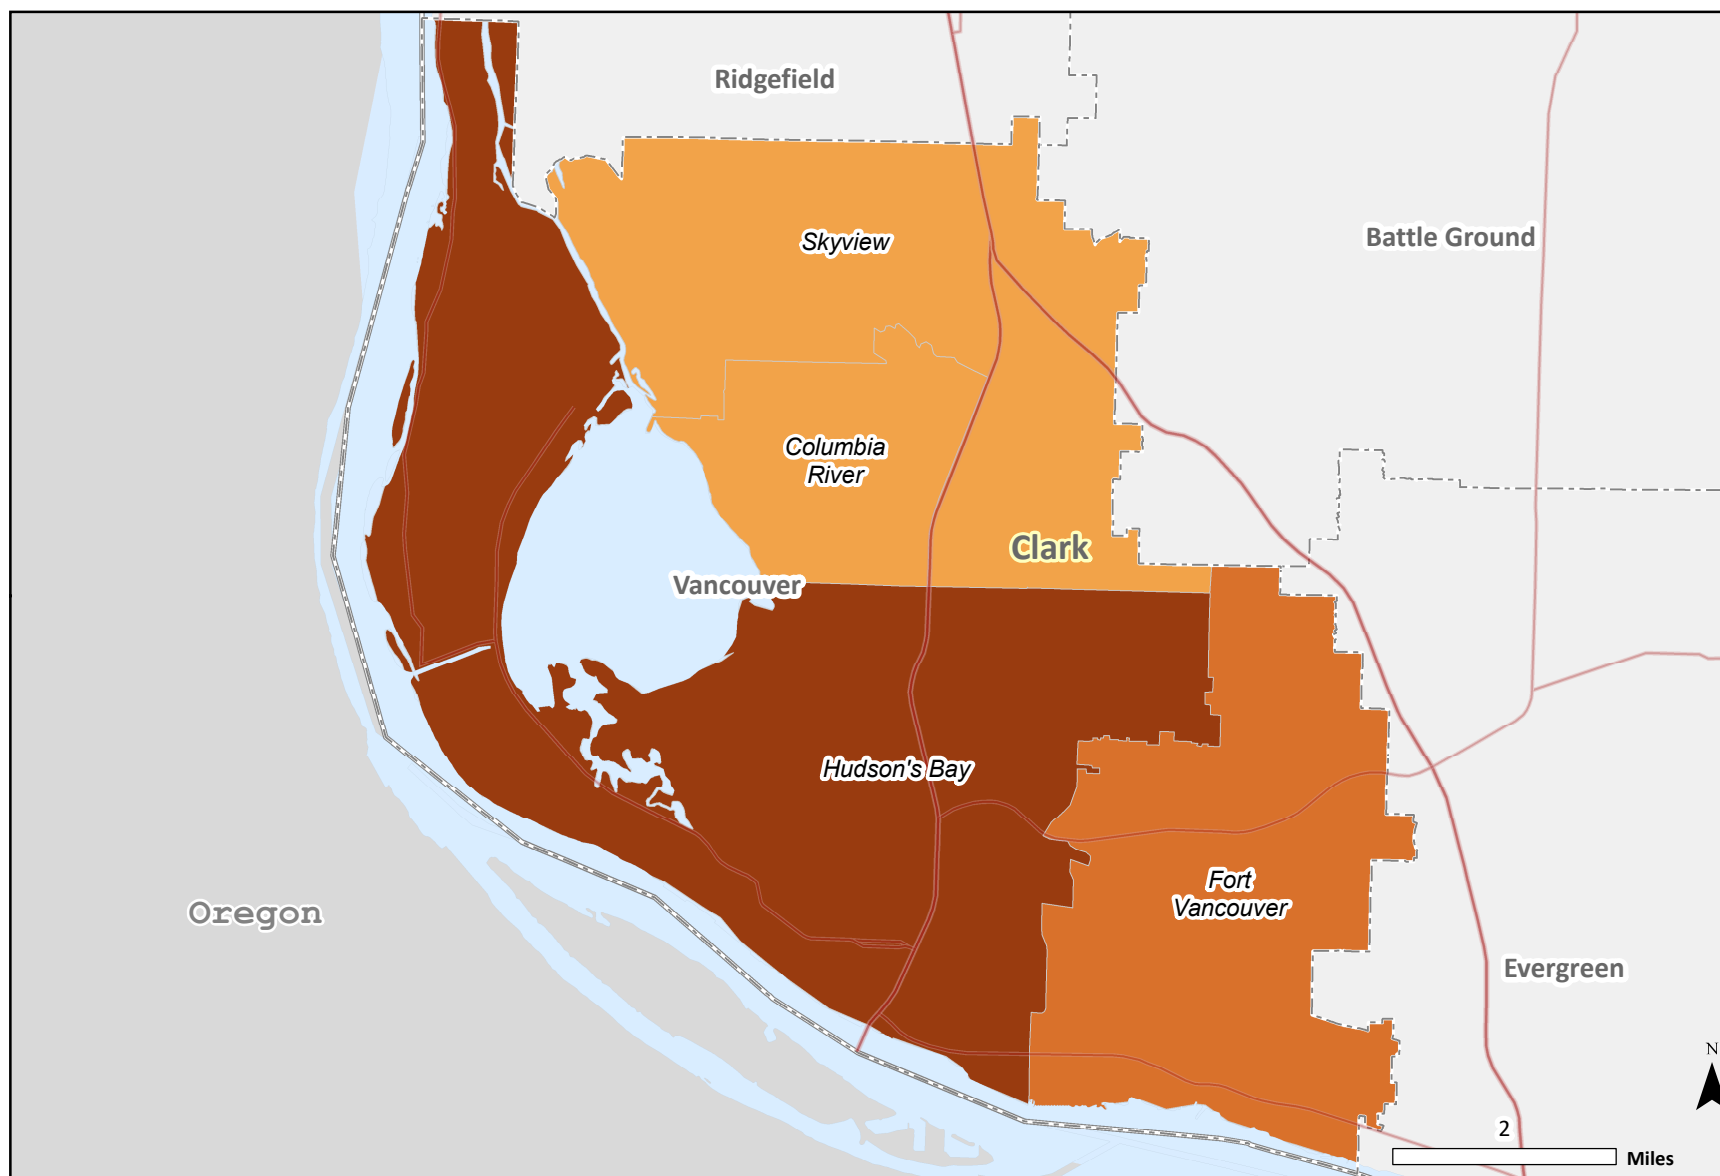 Ridgefield
Battle Ground
Skyview
Columbia
River
Clark
Vancouver
Hudson's Bay
Fort
Vancouver
Oregon
Evergreen
N
2
Miles